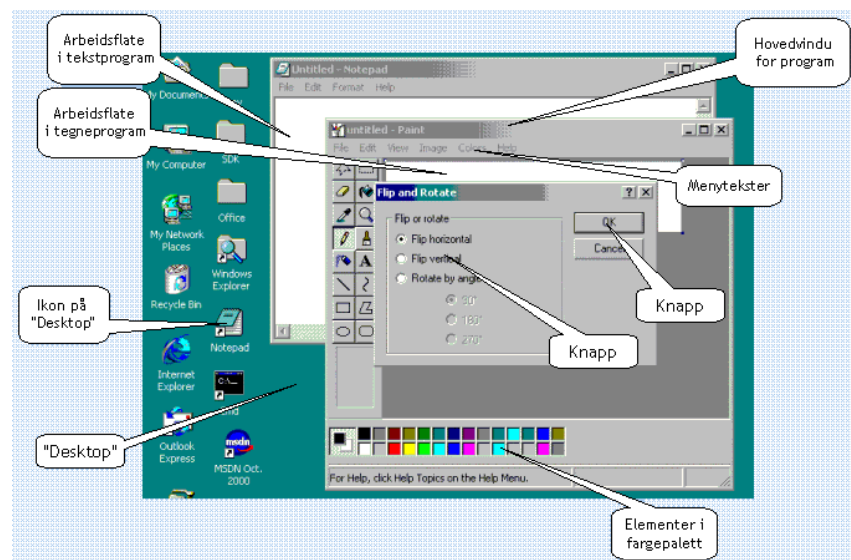 Arbeidsflate
i tekstprogram
Hovedvindu
for program
Untitled - Notepad
File Edit Format Help
My Documents
Arbeidsflate
i tegneprogram
untitled - Paint
File Edit View Image Colors Help
My Computer
SDK
Menytekster
Flip and Rotate
Flip or rotate
OK
Flip horizontal
Cancel
Flip vertical
Rotate by angle
90°
180°
270°
Office
My Network
Places
Windows
Explorer
Recycle Bin
Ikon på
"Desktop"
Knapp
Knapp
Notepad
Internet
Explorer
C:\_
Cmd
"Desktop"
Outlook
Express
msdn
MSDN Oct.
2000
For Help, click Help Topics on the Help Menu.
Elementer i
fargepalett